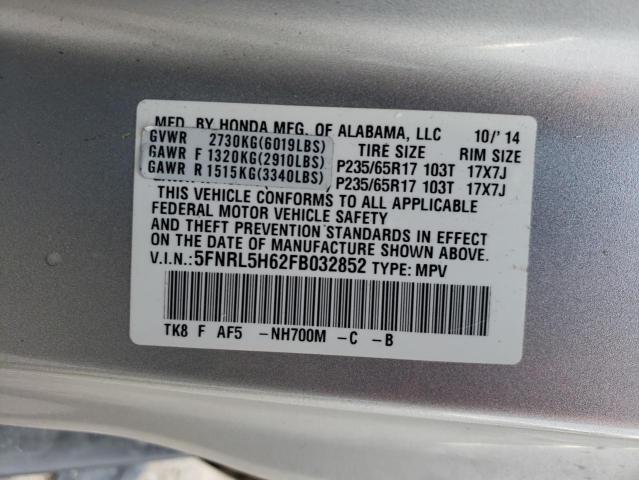 MFD. BY HONDA MFG. OF ALABAMA, LLC 10/'14
TIRE SIZE RIM SIZE
GVWR 2730KG(6019LBS)
GAWR F 1320KG(2910LBS) P235/65R17 103T 17X7J
GAWR R 1515KG(3340LBS) P235/65R17 103T 17X7J
THIS VEHICLE CONFORMS TO ALL APPLICABLE
FEDERAL MOTOR VEHICLE SAFETY
AND THEFT PREVENTION STANDARDS IN EFFECT
ON THE DATE OF MANUFACTURE SHOWN ABOVE.
V.I.N.:5FNRL5H62FB032852 TYPE: MPV
TK8 F AF5 -NH700M -C -B